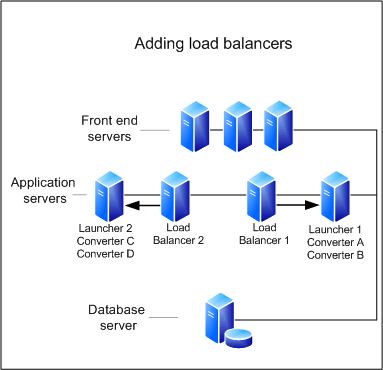 Adding load balancers
Front end
servers
Application
servers
Launcher 2
Converter C
Converter D
Load
Balancer 2
Load
Balancer 1
Launcher 1
Converter A
Converter B
Database
server